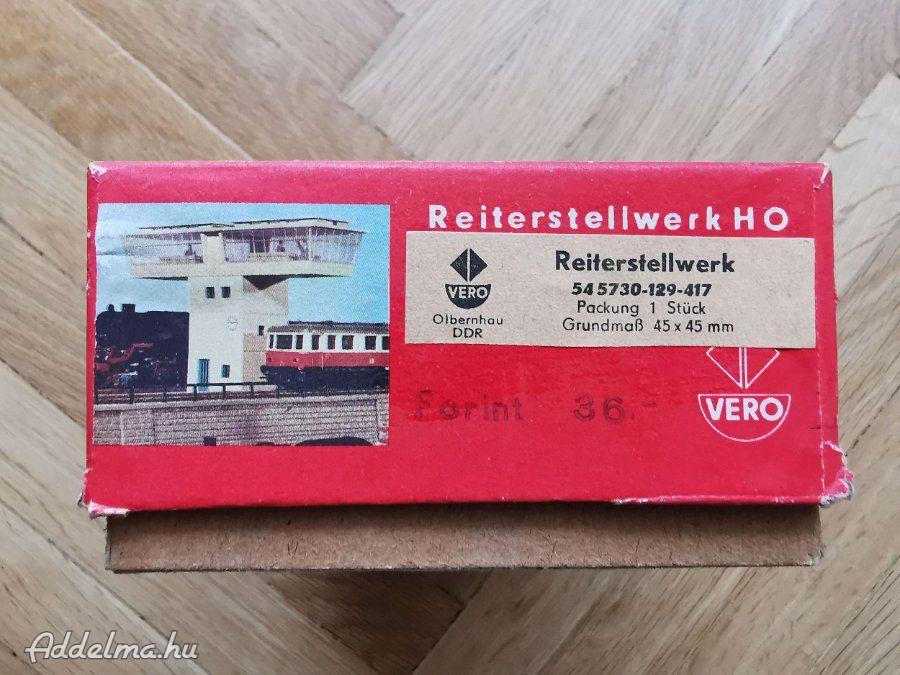 Reiterstellwerk HO
VERO
Olbernhau
DDR
Reiterstellwerk
54 5730-129-417
Packung 1 Stück
Grundmaß 45 x 45 mm
Forint 36.-
VERO
Addelma.hu